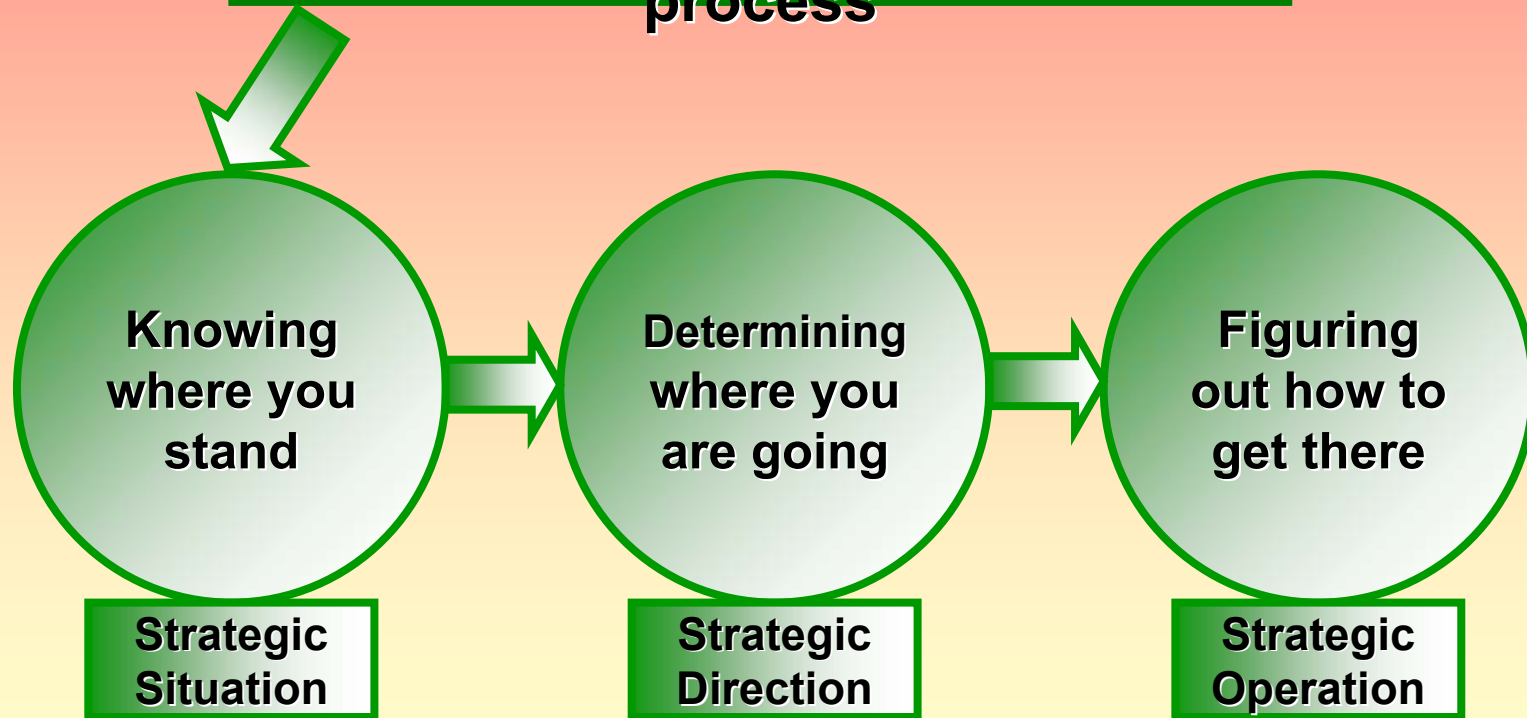 process
Knowing
where you
stand
Determining
where you
are going
Figuring
out how to
get there
Strategic
Situation
Strategic
Direction
Strategic
Operation